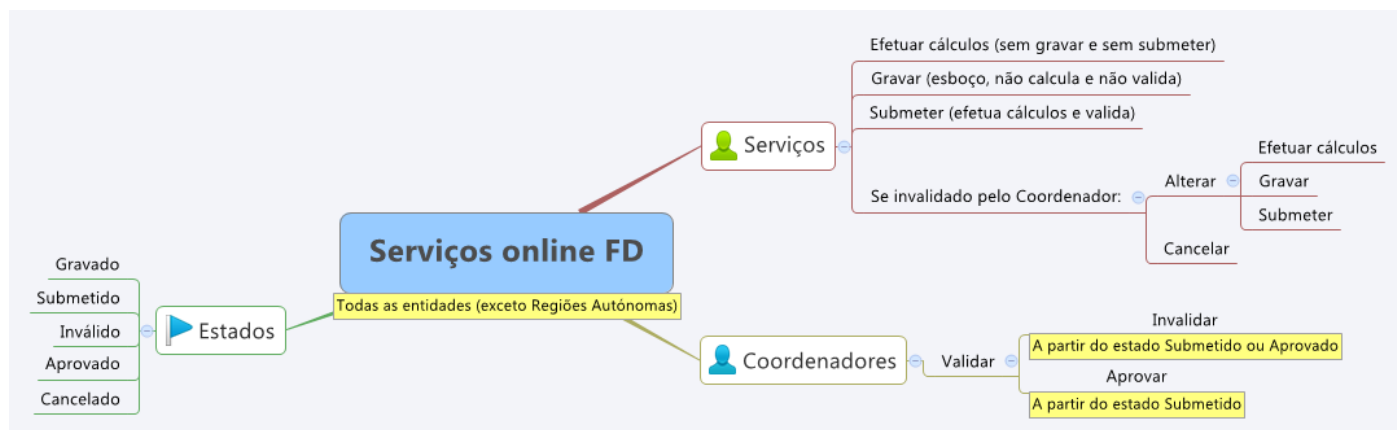 Serviços online FD
Todas as entidades (exceto Regiões Autónomas)
Serviços
Efetuar cálculos (sem gravar e sem submeter)
Gravar (esboço, não calcula e não valida)
Submeter (efetua cálculos e valida)
Se invalidado pelo Coordenador:
Alterar
Efetuar cálculos
Gravar
Submeter
Cancelar
Coordenadores
Validar
Invalidar
A partir do estado Submetido ou Aprovado
Aprovar
A partir do estado Submetido
Estados
Gravado
Submetido
Inválido
Aprovado
Cancelado